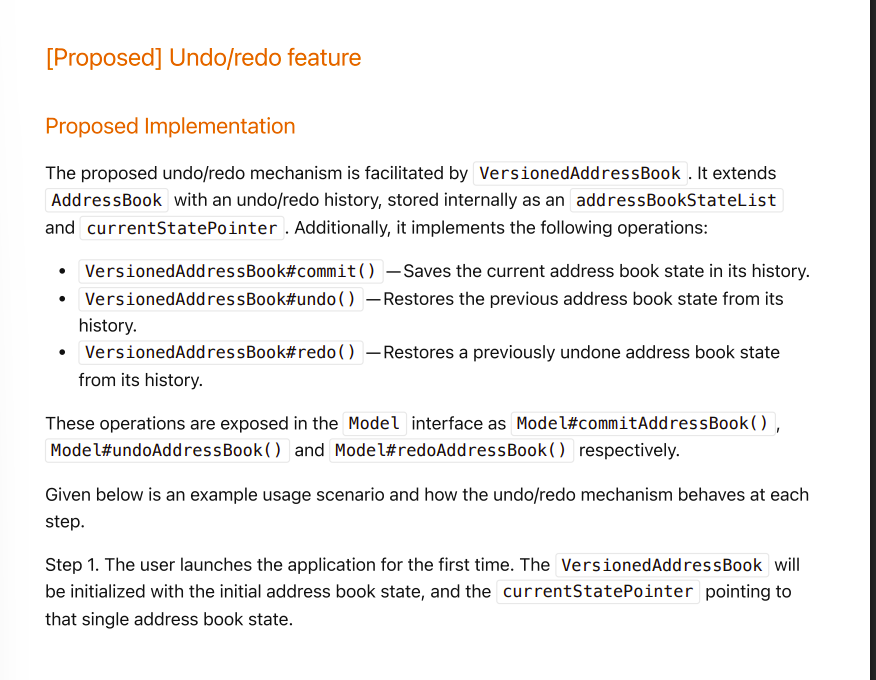 [Proposed] Undo/redo feature
Proposed Implementation
The proposed undo/redo mechanism is facilitated by VersionedAddressBook. It extends
AddressBook with an undo/redo history, stored internally as an addressBookStateList
and currentStatePointer. Additionally, it implements the following operations:
• VersionedAddressBook#commit() — Saves the current address book state in its history.
• VersionedAddressBook#undo() — Restores the previous address book state from its
history.
• VersionedAddressBook#redo() — Restores a previously undone address book state
from its history.
These operations are exposed in the Model interface as Model#commitAddressBook(),
Model#undoAddressBook() and Model#redoAddressBook() respectively.
Given below is an example usage scenario and how the undo/redo mechanism behaves at each
step.
Step 1. The user launches the application for the first time. The VersionedAddressBook will
be initialized with the initial address book state, and the currentStatePointer pointing to
that single address book state.